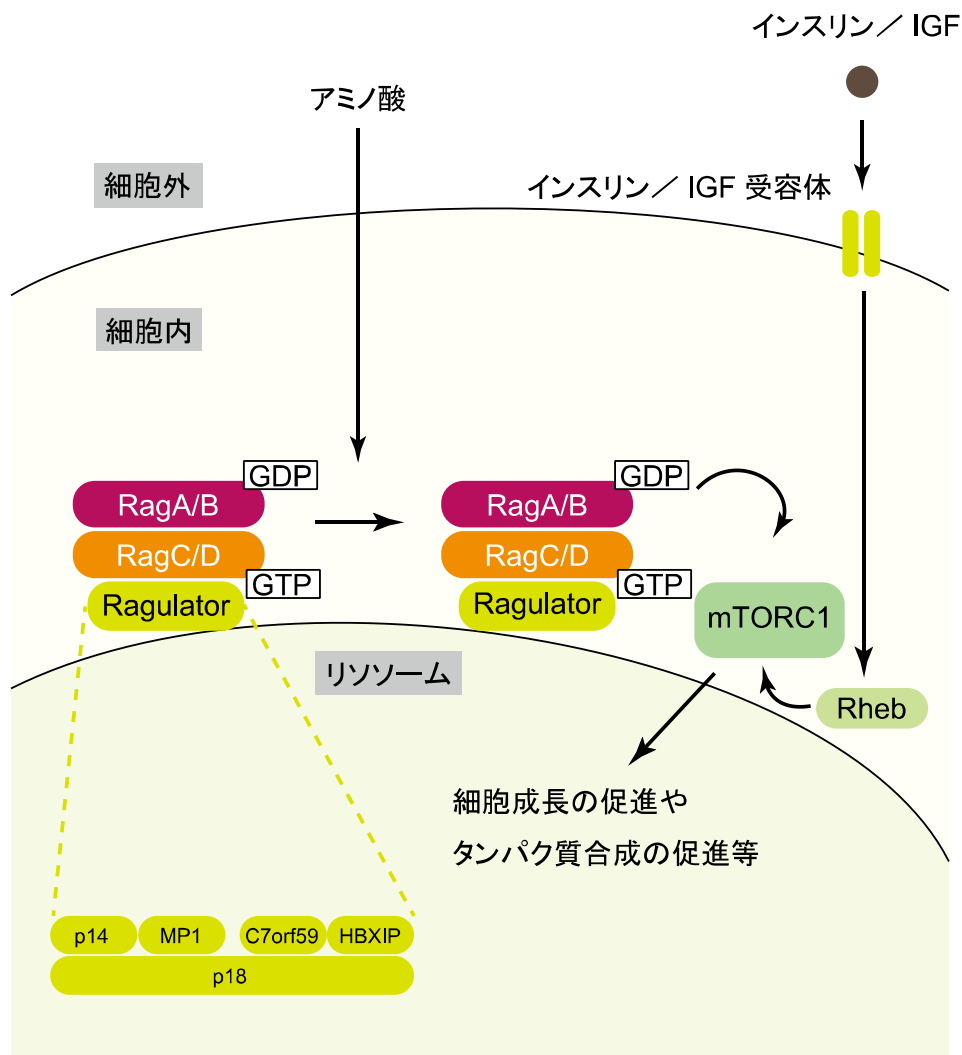 インスリン／ IGF
アミノ酸
細胞外
インスリン／ IGF 受容体
細胞内
GDP
RagA/B
RagC/D
GTP
Ragulator
GDP
RagA/B
RagC/D
GTP
Ragulator
mTORC1
リソソーム
Rheb
細胞成長の促進や
タンパク質合成の促進等
p14
MP1
C7orf59
HBXIP
p18